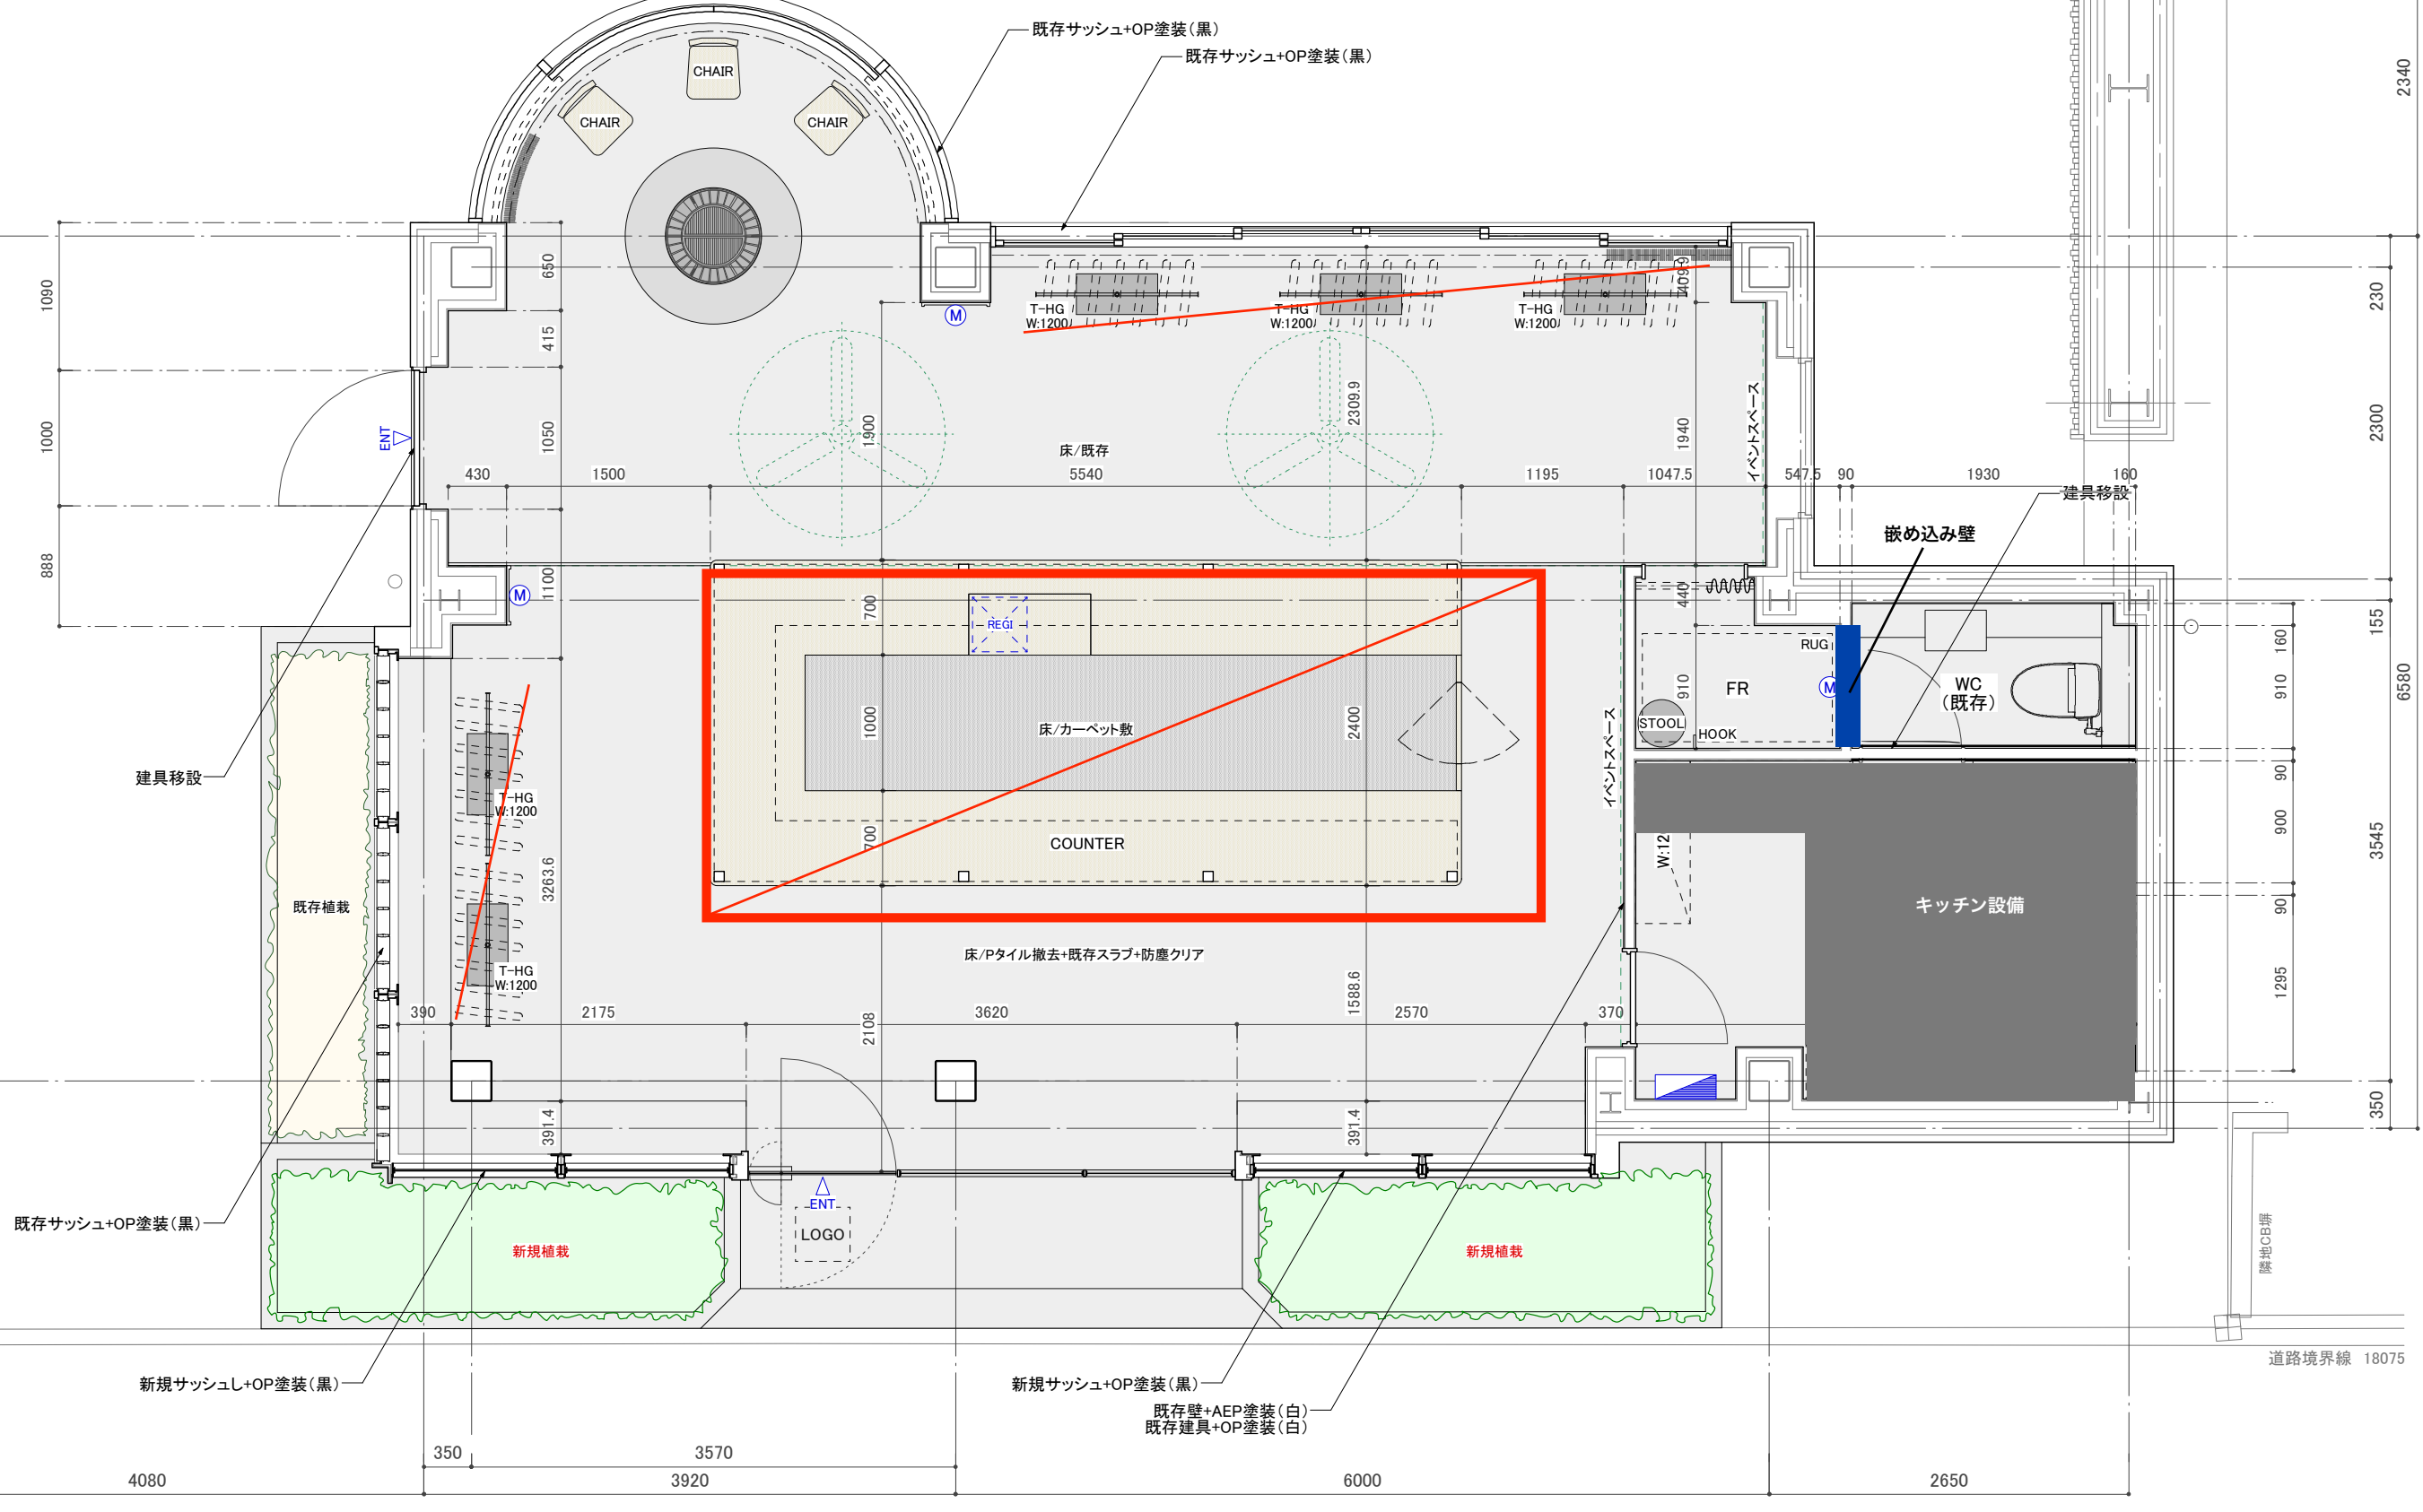 既存サッシュ+OP塗装(黒)
既存サッシュ+OP塗装(黒)
2340
CHAIR
CHAIR
CHAIR
650
1090
409.9
230
T-HG
W:1200
T-HG
W:1200
T-HG
W:1200
M
415
2309.9
イベントスペース
1000
ENT
1050
1900
1940
2300
床/既存
430
1500
5540
1195
1047.5
547.5
90
1930
160
建具移設
嵌め込み壁
888
1100
M
700
REGI
440
155
160
RUG
910
FR
M
WC
(既存)
910
6580
STOOL
HOOK
1000
床/カーペット敷
2400
イベントスペース
建具移設
90
T-HG
W:1200
700
COUNTER
W:12
900
3545
3263.6
既存植栽
キッチン設備
90
床/Pタイル撤去+既存スラブ+防塵クリア
T-HG
W:1200
1588.6
1295
390
2175
3620
2570
370
2108
391.4
391.4
350
ENT
LOGO
既存サッシュ+OP塗装(黒)
新規植栽
新規植栽
隣地CB塀
道路境界線 18075
新規サッシュし+OP塗装(黒)
新規サッシュ+OP塗装(黒)
既存壁+AEP塗装(白)
既存建具+OP塗装(白)
350
3570
4080
3920
6000
2650